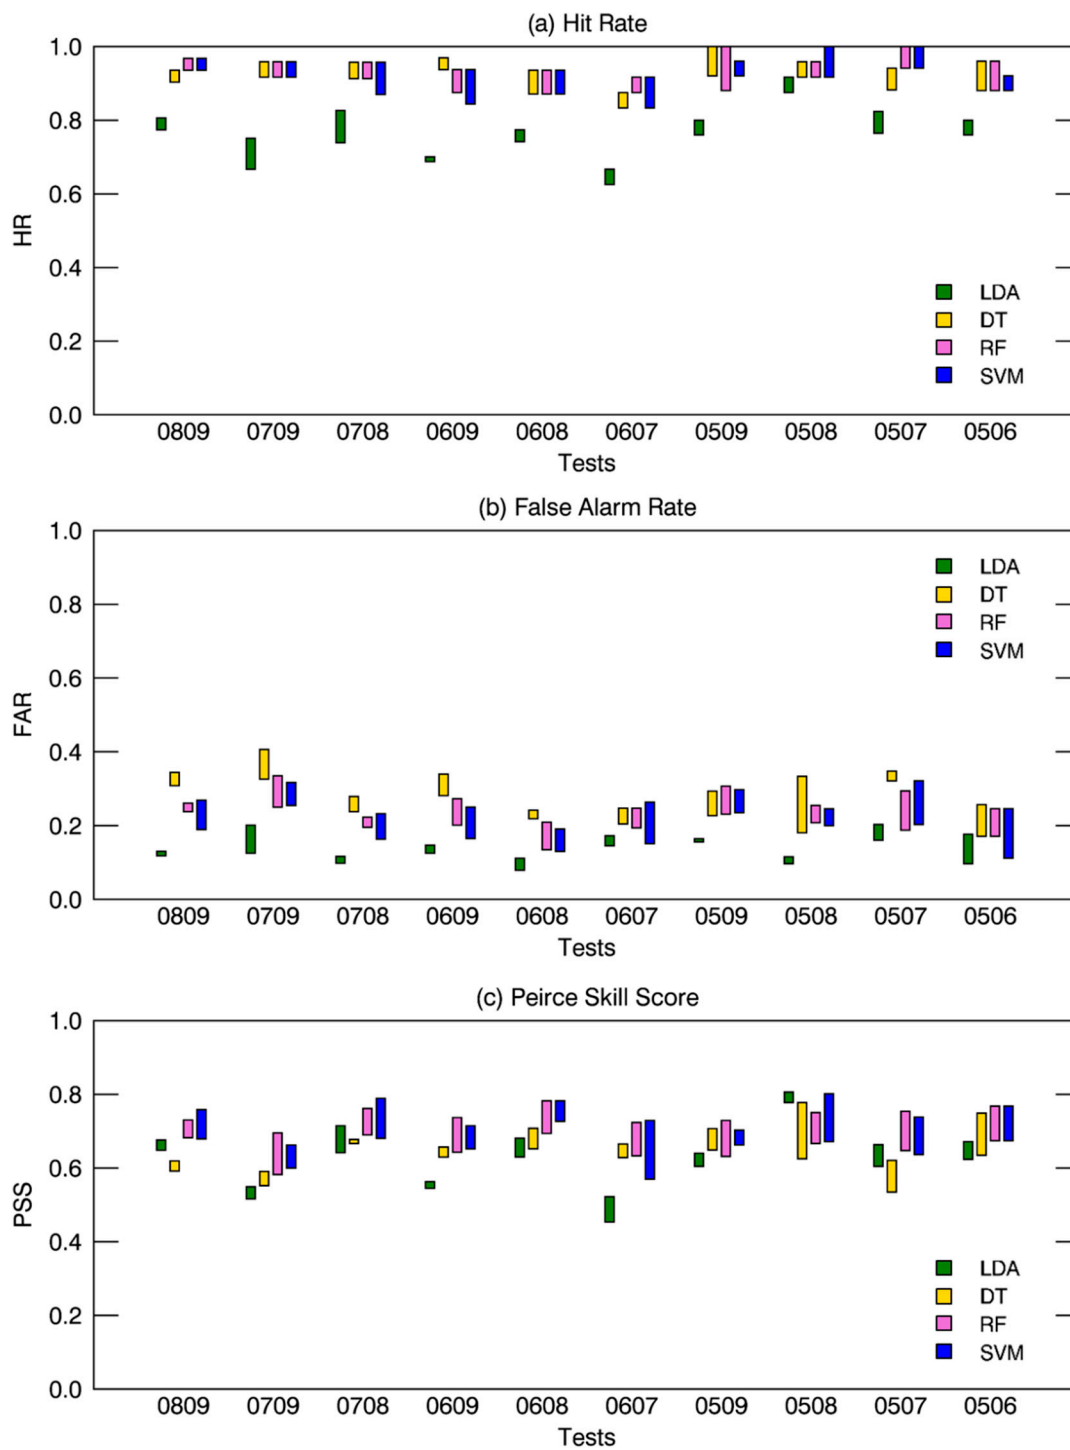 (a) Hit Rate
1.0
0.8
0.6
0.4
0.2
0.0
HR
LDA
DT
RF
SVM
0809 0709 0708 0609 0608 0607 0509 0508 0507 0506
Tests
(b) False Alarm Rate
1.0
0.8
0.6
0.4
0.2
0.0
FAR
LDA
DT
RF
SVM
0809 0709 0708 0609 0608 0607 0509 0508 0507 0506
Tests
(c) Peirce Skill Score
1.0
0.8
0.6
0.4
0.2
0.0
PSS
LDA
DT
RF
SVM
0809 0709 0708 0609 0608 0607 0509 0508 0507 0506
Tests